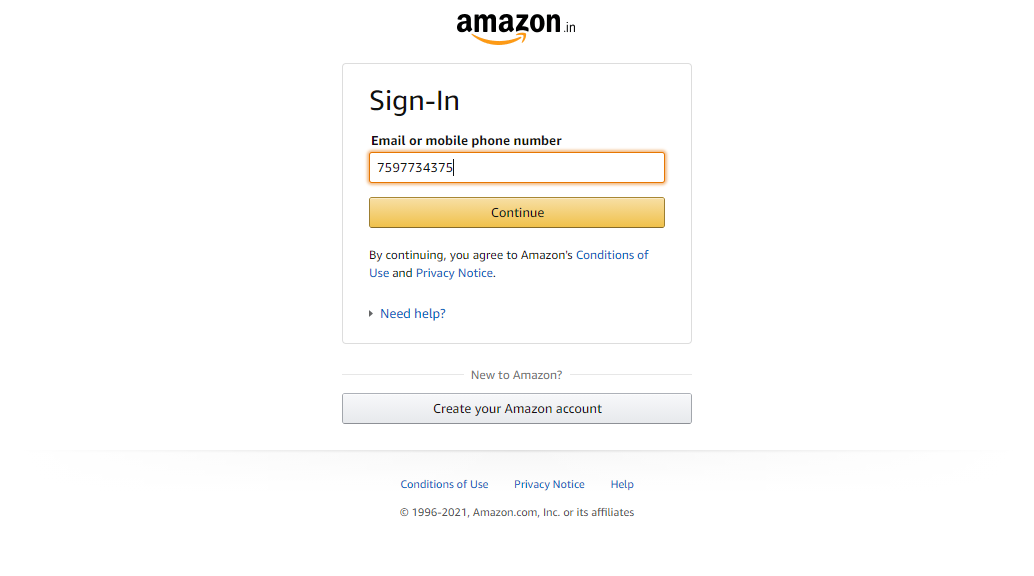 amazon.in
Sign-In
Email or mobile phone number
7597734375
Continue
By continuing, you agree to Amazon's Conditions of
Use and Privacy Notice.
Need help?
New to Amazon?
Create your Amazon account
Conditions of Use Privacy Notice Help
© 1996-2021, Amazon.com, Inc. or its affiliates